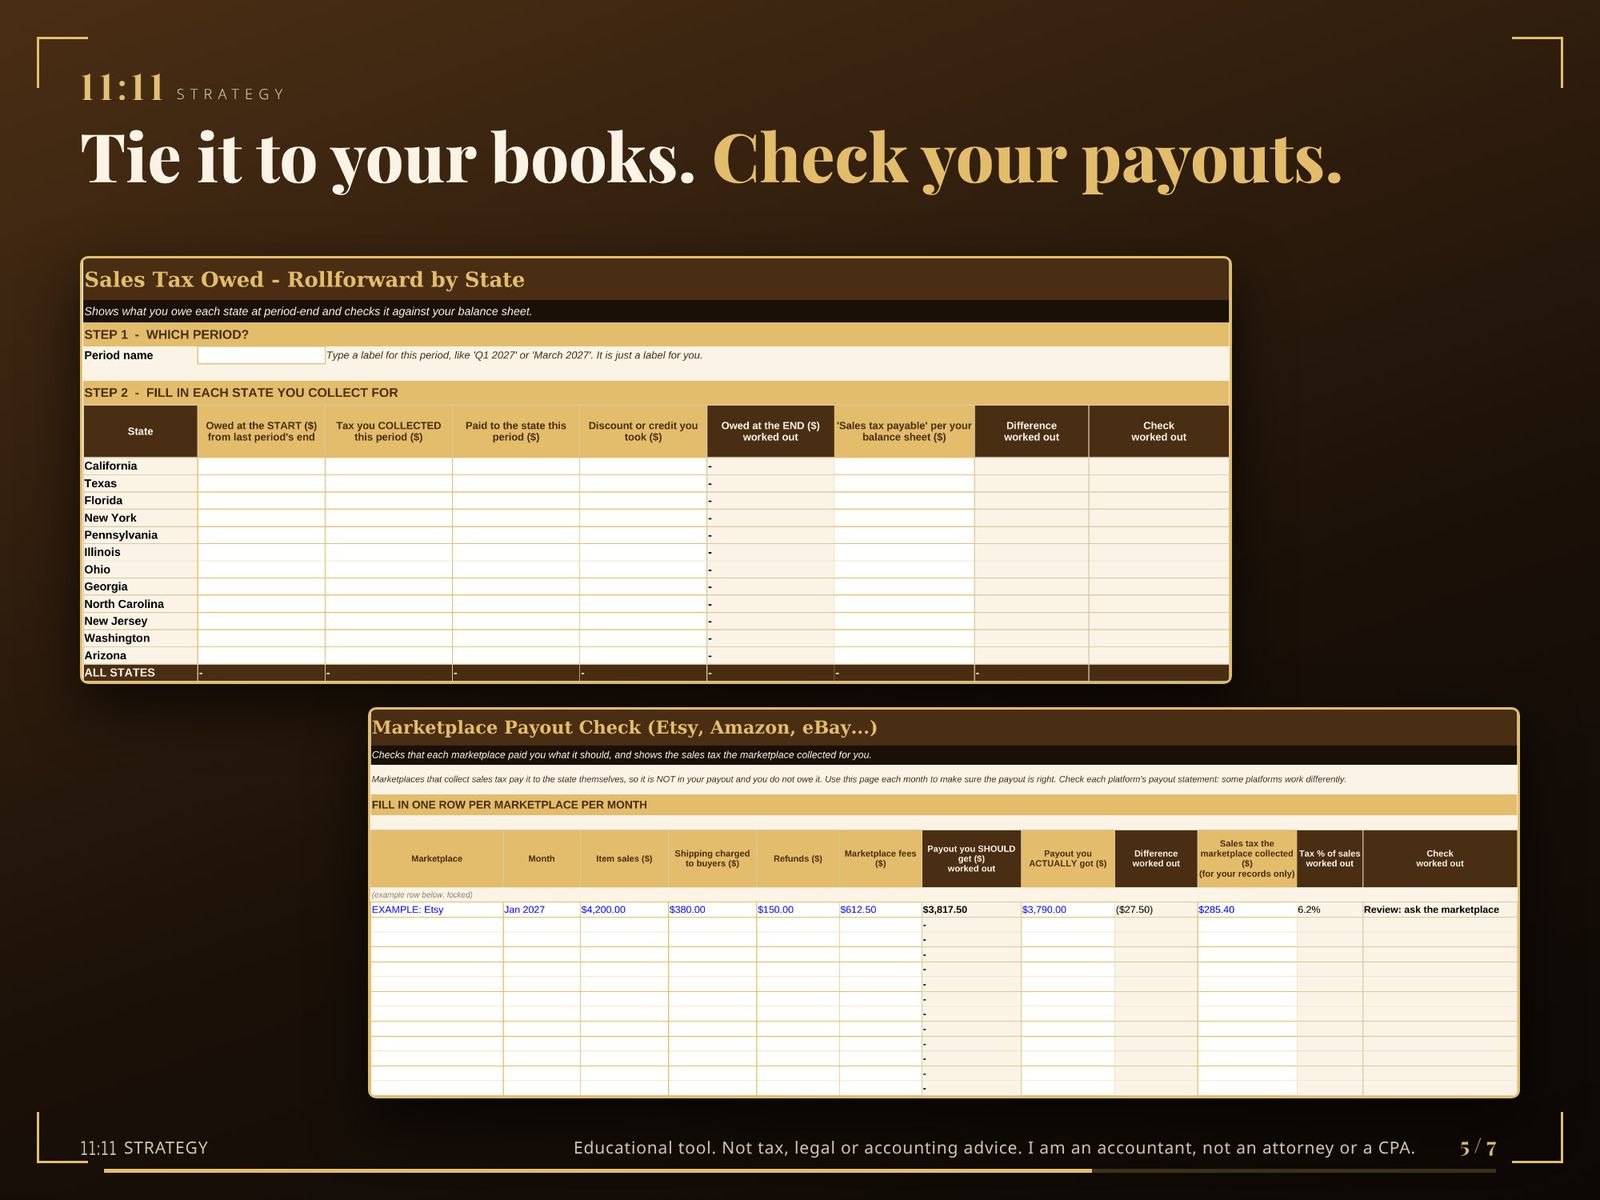 11:11 STRATEGY
Tie it to your books. Check your payouts.
Sales Tax Owed - Rollforward by State
Shows what you owe each state at period-end and checks it against your balance sheet.
STEP 1 - WHICH PERIOD?
Period name Type a label for this period, like 'Q1 2027' or 'March 2027'. It is just a label for you.
STEP 2 - FILL IN EACH STATE YOU COLLECT FOR
State
Owed at the START ($)
from last period's end
Tax you COLLECTED
this period ($)
Paid to the state this
period ($)
Discount or credit you
took ($)
Owed at the END ($)
worked out
'Sales tax payable' per your
balance sheet ($)
Difference
worked out
Check
worked out
California -
Texas -
Florida -
New York -
Pennsylvania -
Illinois -
Ohio -
Georgia -
North Carolina -
New Jersey -
Washington -
Arizona -
ALL STATES - - - - - - -
Marketplace Payout Check (Etsy, Amazon, eBay...)
Checks that each marketplace paid you what it should, and shows the sales tax the marketplace collected for you.
Marketplaces that collect sales tax pay it to the state themselves, so it is NOT in your payout and you do not owe it. Use this page each month to make sure the payout is right. Check each platform's payout statement: some platforms work differently.
FILL IN ONE ROW PER MARKETPLACE PER MONTH
Marketplace
Month
Item sales ($)
Shipping charged
to buyers ($)
Refunds ($)
Marketplace fees
($)
Payout you SHOULD
get ($)
worked out
Payout you
ACTUALLY got ($)
Difference
worked out
Sales tax the
marketplace collected
($)
(for your records only)
Tax % of sales
worked out
Check
worked out
(example row below, locked)
EXAMPLE: Etsy Jan 2027 $4,200.00 $380.00 $150.00 $612.50 $3,817.50 $3,790.00 ($27.50) $285.40 6.2% Review: ask the marketplace
-
-
-
-
-
-
-
-
-
-
-
-
11:11 STRATEGY
Educational tool. Not tax, legal or accounting advice. I am an accountant, not an attorney or a CPA.
5 / 7